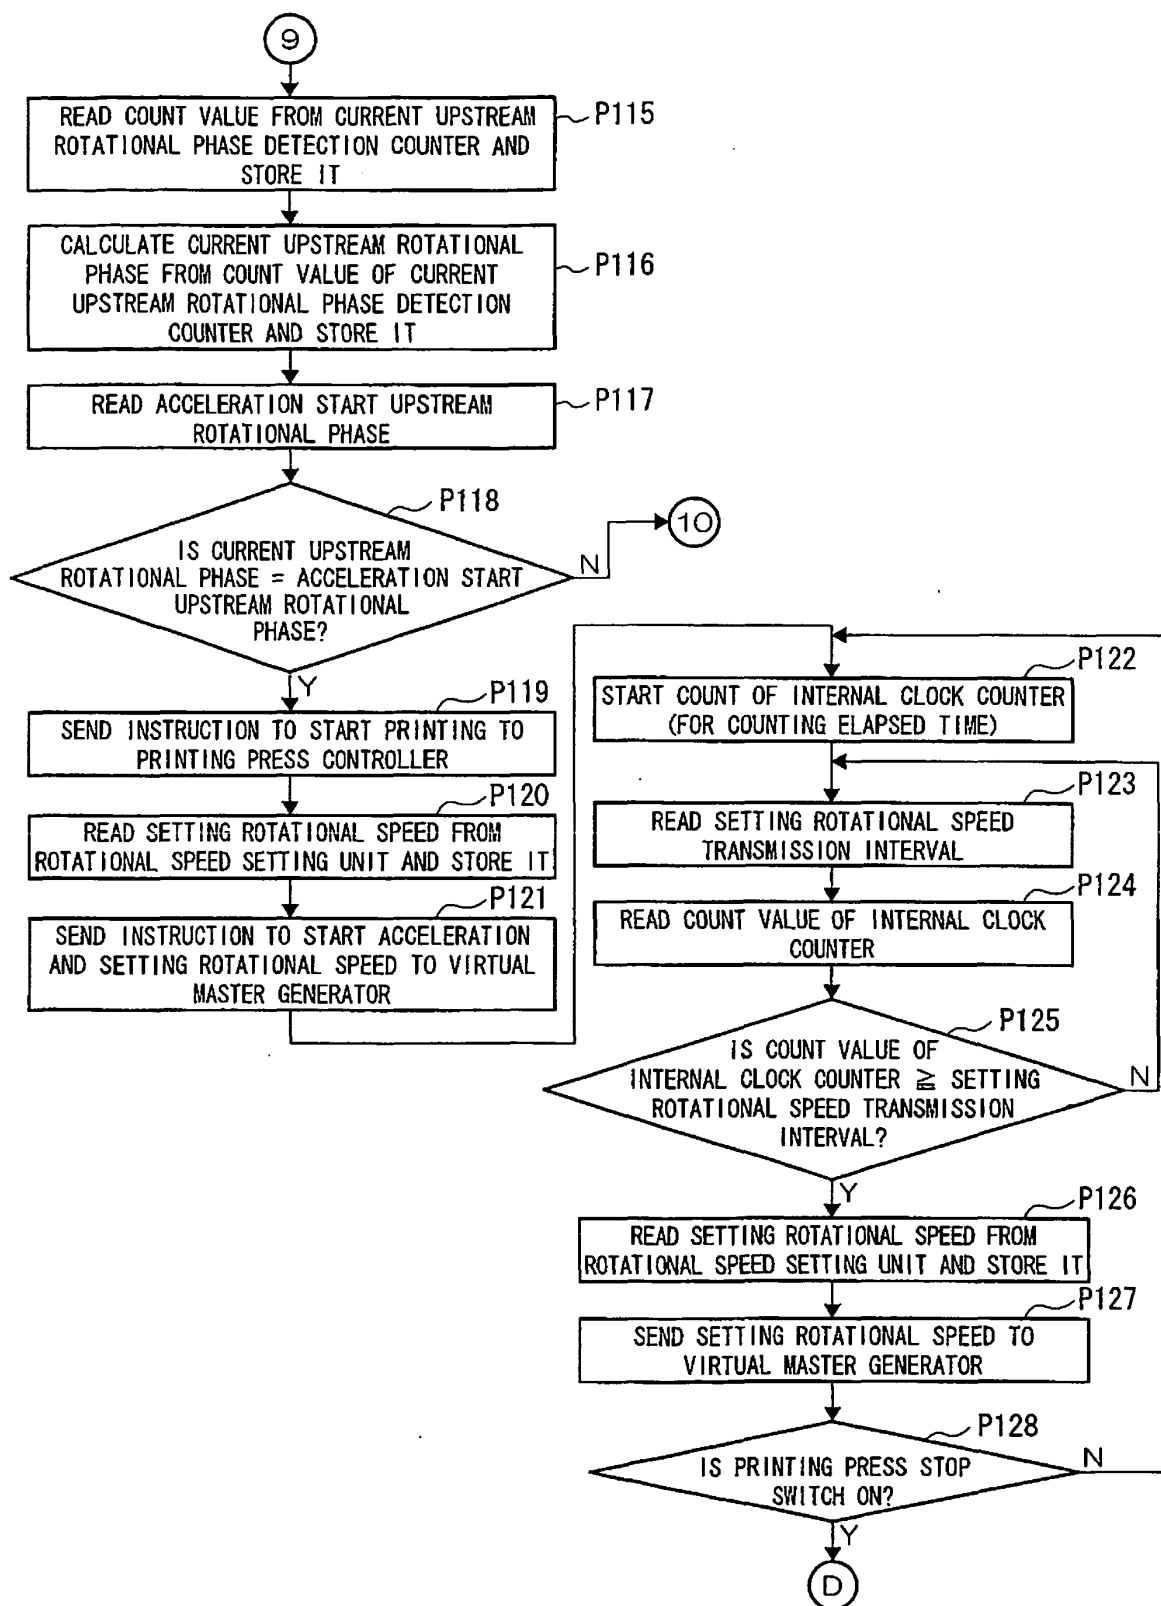 9
READ COUNT VALUE FROM CURRENT UPSTREAM
ROTATIONAL PHASE DETECTION COUNTER AND
STORE IT
P115
CALCULATE CURRENT UPSTREAM ROTATIONAL
PHASE FROM COUNT VALUE OF CURRENT
UPSTREAM ROTATIONAL PHASE DETECTION
COUNTER AND STORE IT
P116
READ ACCELERATION START UPSTREAM
ROTATIONAL PHASE
P117
P118
IS CURRENT UPSTREAM
ROTATIONAL PHASE = ACCELERATION START
UPSTREAM ROTATIONAL
PHASE?
N
10
Y
P119
SEND INSTRUCTION TO START PRINTING TO
PRINTING PRESS CONTROLLER
P120
READ SETTING ROTATIONAL SPEED FROM
ROTATIONAL SPEED SETTING UNIT AND STORE IT
P121
SEND INSTRUCTION TO START ACCELERATION
AND SETTING ROTATIONAL SPEED TO VIRTUAL
MASTER GENERATOR
P122
START COUNT OF INTERNAL CLOCK COUNTER
(FOR COUNTING ELAPSED TIME)
P123
READ SETTING ROTATIONAL SPEED
TRANSMISSION INTERVAL
P124
READ COUNT VALUE OF INTERNAL CLOCK
COUNTER
P125
IS COUNT VALUE OF
INTERNAL CLOCK COUNTER ≧ SETTING
ROTATIONAL SPEED TRANSMISSION
INTERVAL?
N
Y
P126
READ SETTING ROTATIONAL SPEED FROM
ROTATIONAL SPEED SETTING UNIT AND STORE IT
P127
SEND SETTING ROTATIONAL SPEED TO
VIRTUAL MASTER GENERATOR
P128
IS PRINTING PRESS STOP
SWITCH ON?
N
Y
D